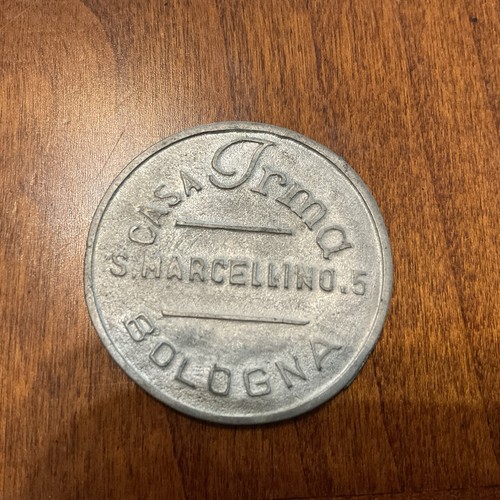 CASA Irma
S. MARCELLINO. 5
BOLOGNA